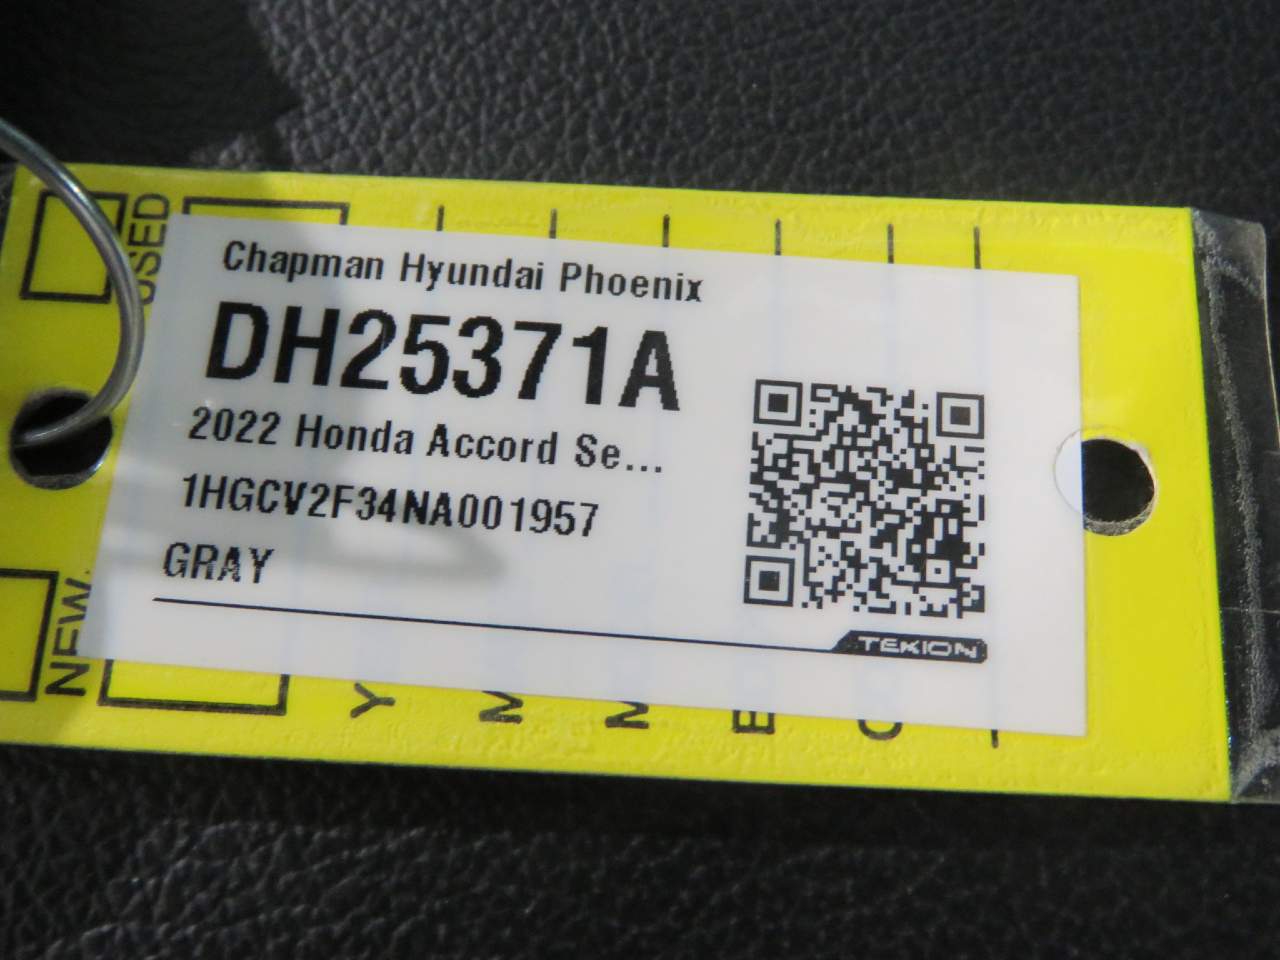 Chapman Hyundai Phoenix
DH25371A
2022 Honda Accord Se...
1HGCV2F34NA001957
GRAY
TEKION
USED
NEW
Y
M
M